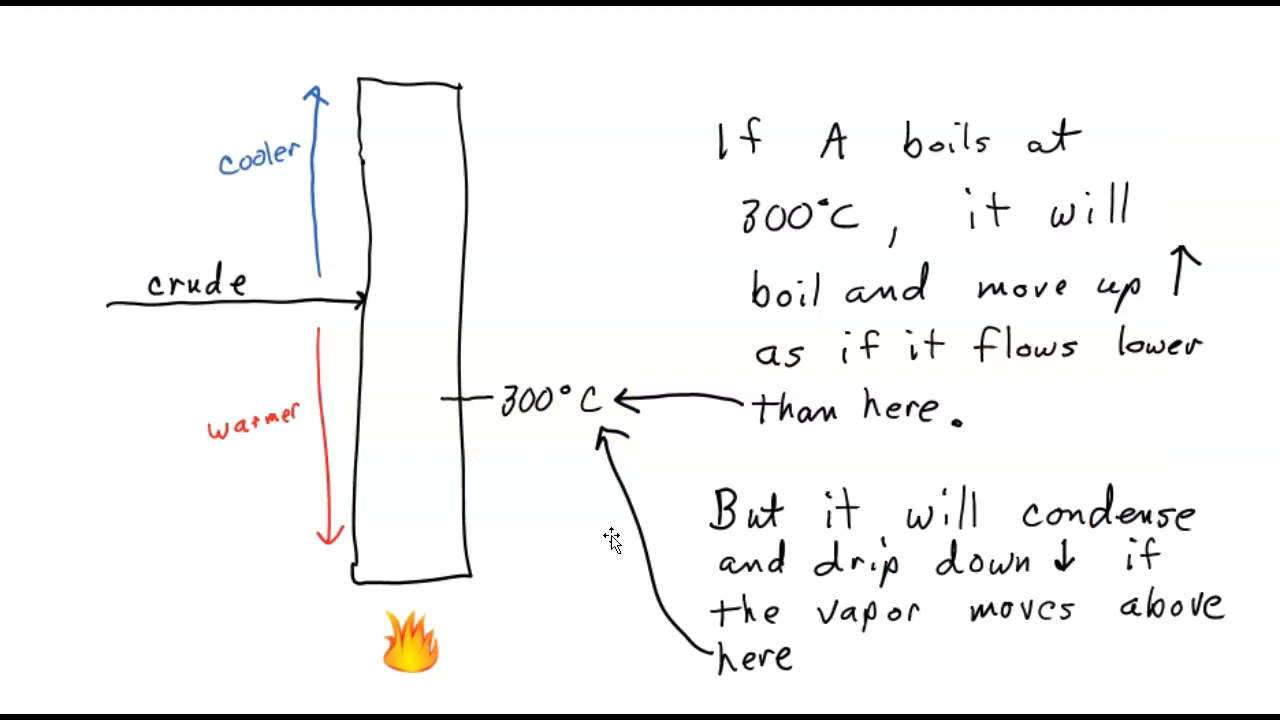 cooler
crude
warmer
300°C
If A boils at
300°C, it will
boil and move up ↑
as if it flows lower
than here.
But it will condense
and drip down ↓ if
the vapor moves above
here